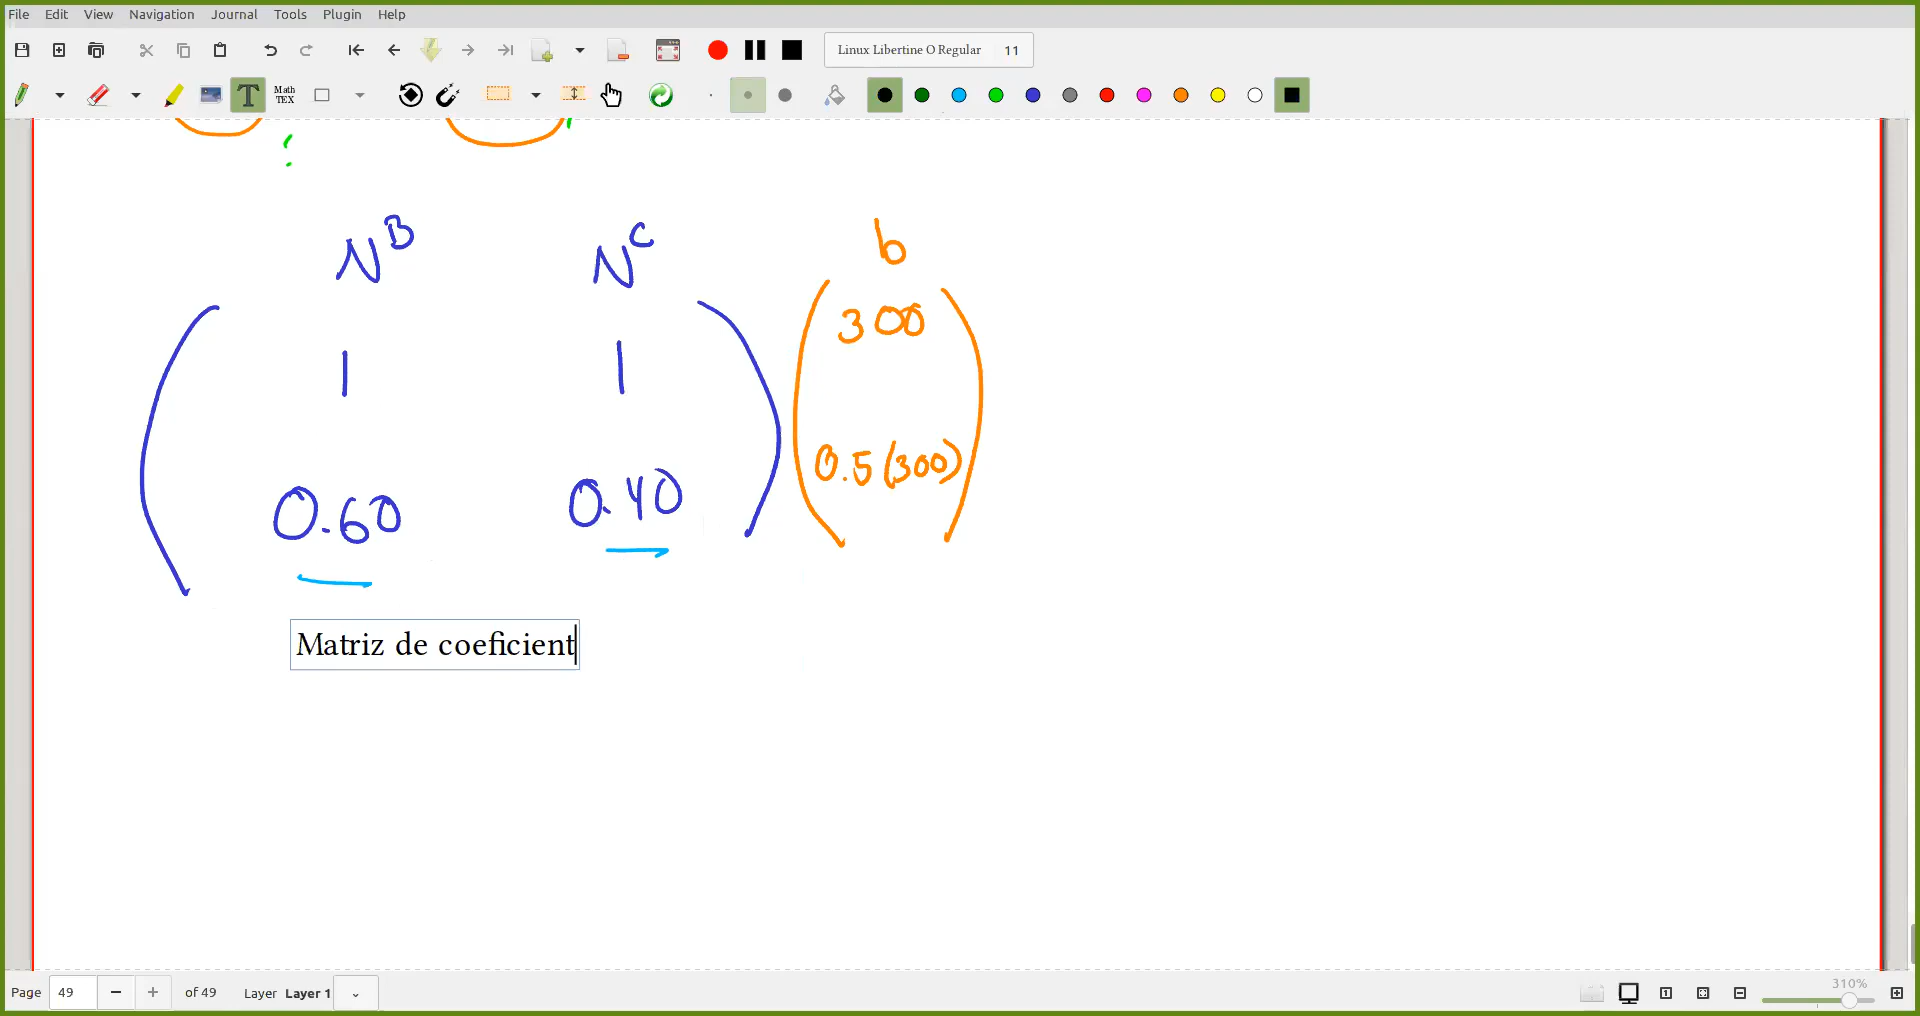 File Edit View Navigation Journal Tools Plugin Help
Linux Libertine O Regular 11
T Math TEX
N^B N^C b
1 1 300
0.60 0.40 0.5(300)
Matriz de coeficient
Page 49 of 49 Layer Layer 1 310%